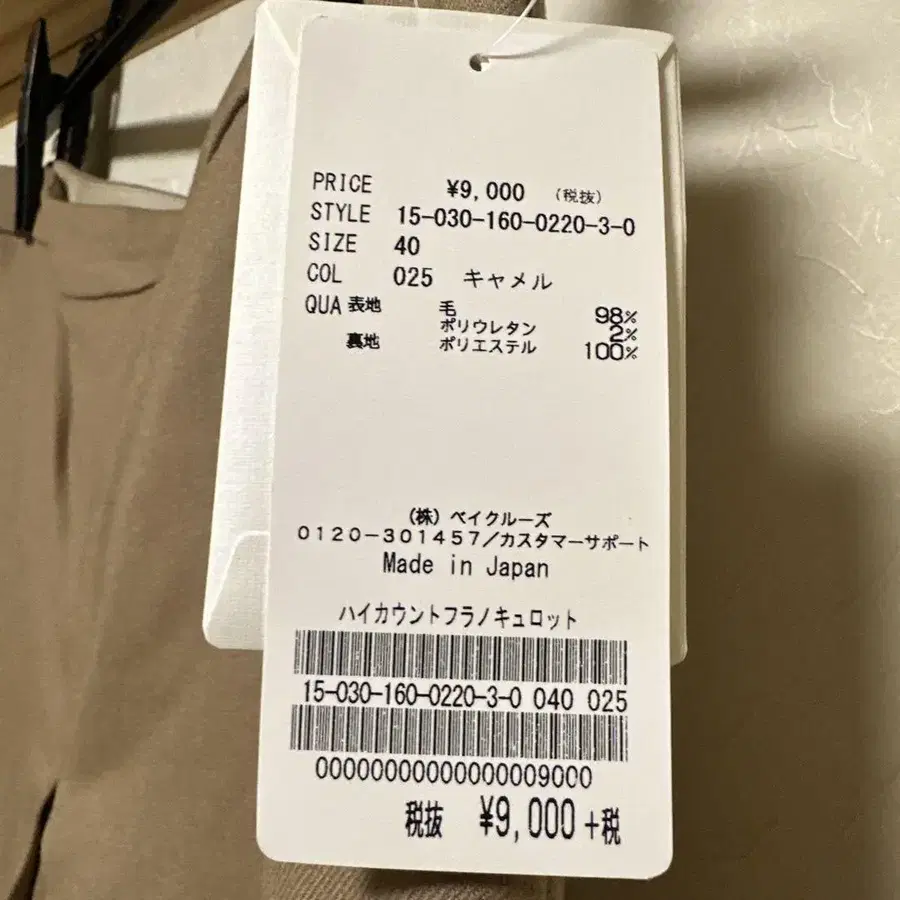 PRICE ¥9,000 (税抜)
STYLE 15-030-160-0220-3-0
SIZE 40
COL 025 キャメル
QUA 表地 毛 98%
ポリウレタン 2%
裏地 ポリエステル 100%
(株) ベイクルーズ
0120-301457/カスタマーサポート
Made in Japan
ハイカウントフラノキュロット
15-030-160-0220-3-0 040 025
00000000000000009000
税抜 ¥9,000 +税